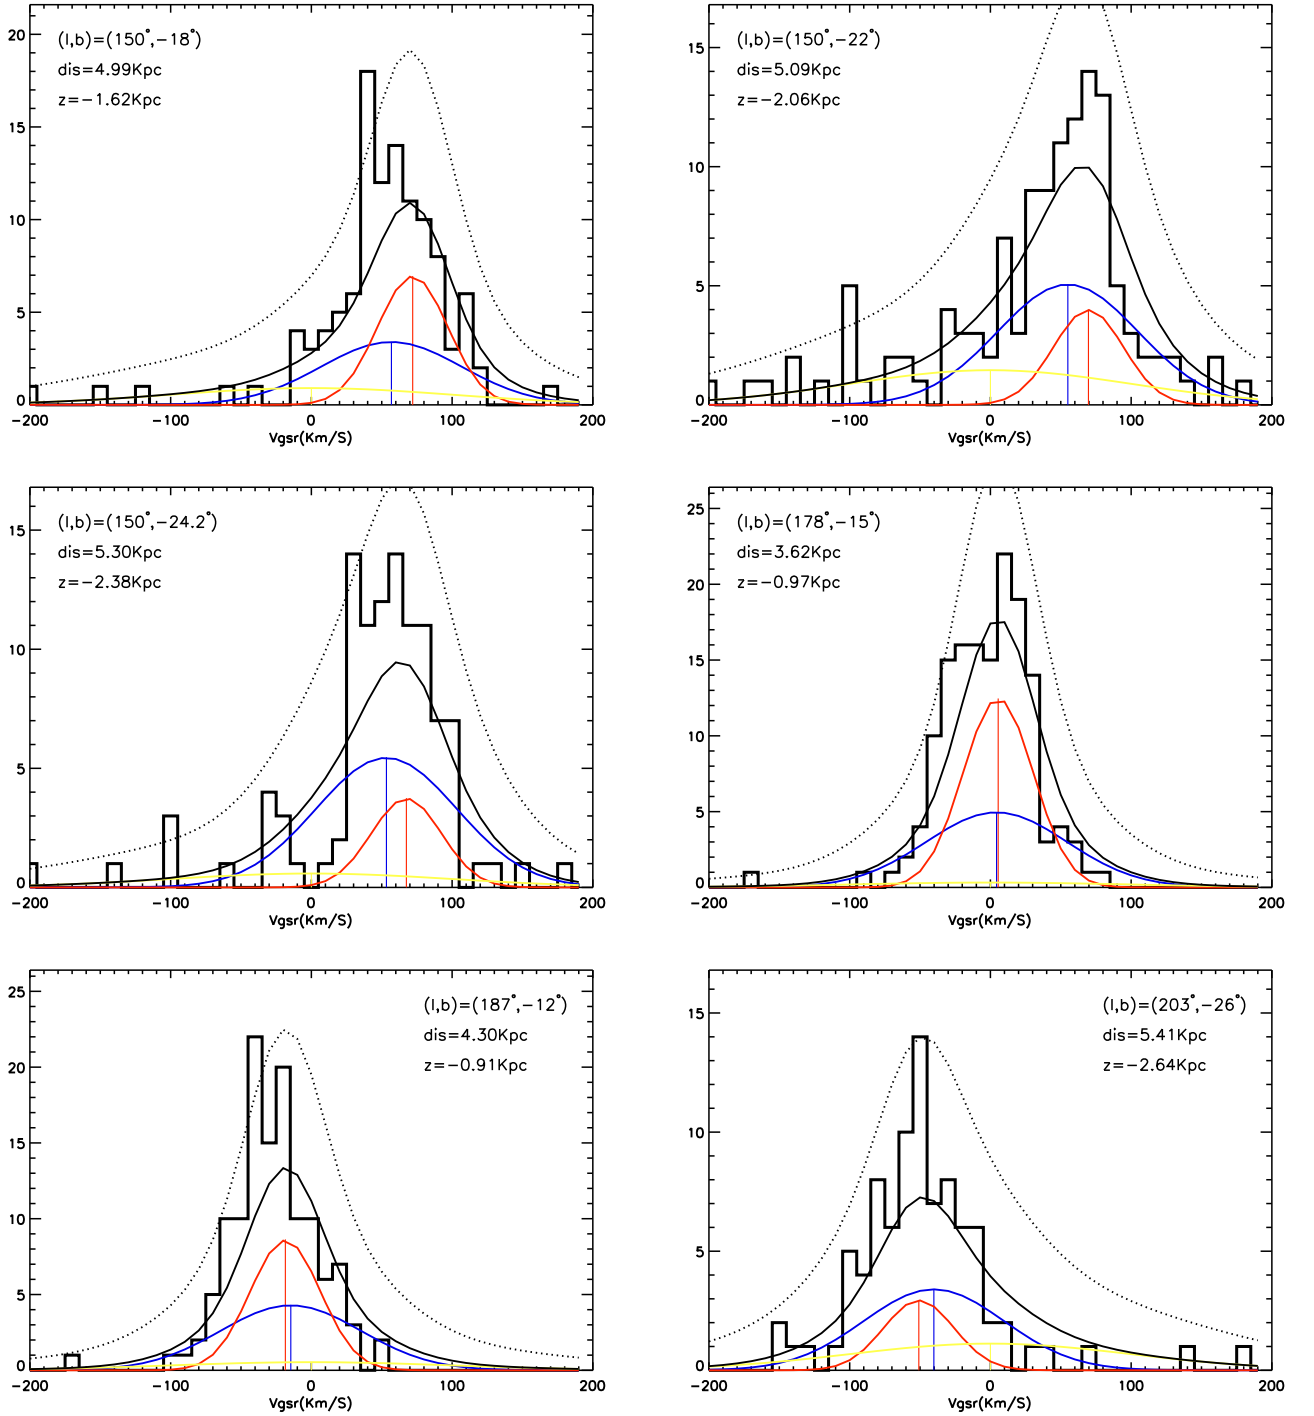 (l,b)=(150°,−18°)
dis=4.99Kpc
z=−1.62Kpc
20
15
10
5
0
−200 −100 0 100 200
Vgsr(Km/S)
(l,b)=(150°,−22°)
dis=5.09Kpc
z=−2.06Kpc
15
10
5
0
−200 −100 0 100 200
Vgsr(Km/S)
(l,b)=(150°,−24.2°)
dis=5.30Kpc
z=−2.38Kpc
15
10
5
0
−200 −100 0 100 200
Vgsr(Km/S)
(l,b)=(178°,−15°)
dis=3.62Kpc
z=−0.97Kpc
25
20
15
10
5
0
−200 −100 0 100 200
Vgsr(Km/S)
(l,b)=(187°,−12°)
dis=4.30Kpc
z=−0.91Kpc
25
20
15
10
5
0
−200 −100 0 100 200
Vgsr(Km/S)
(l,b)=(203°,−26°)
dis=5.41Kpc
z=−2.64Kpc
15
10
5
0
−200 −100 0 100 200
Vgsr(Km/S)